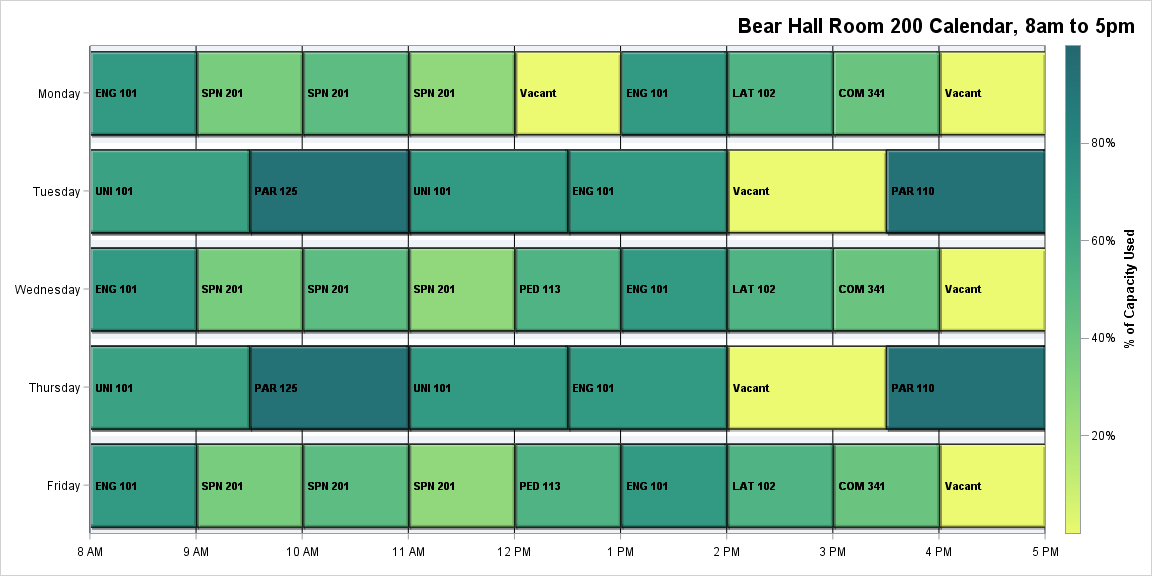 Bear Hall Room 200 Calendar, 8am to 5pm
Monday
ENG 101
SPN 201
SPN 201
SPN 201
Vacant
ENG 101
LAT 102
COM 341
Vacant
Tuesday
UNI 101
PAR 125
UNI 101
ENG 101
Vacant
PAR 110
Wednesday
ENG 101
SPN 201
SPN 201
SPN 201
PED 113
ENG 101
LAT 102
COM 341
Vacant
Thursday
UNI 101
PAR 125
UNI 101
ENG 101
Vacant
PAR 110
Friday
ENG 101
SPN 201
SPN 201
SPN 201
PED 113
ENG 101
LAT 102
COM 341
Vacant
8 AM
9 AM
10 AM
11 AM
12 PM
1 PM
2 PM
3 PM
4 PM
5 PM
80%
60%
40%
20%
% of Capacity Used